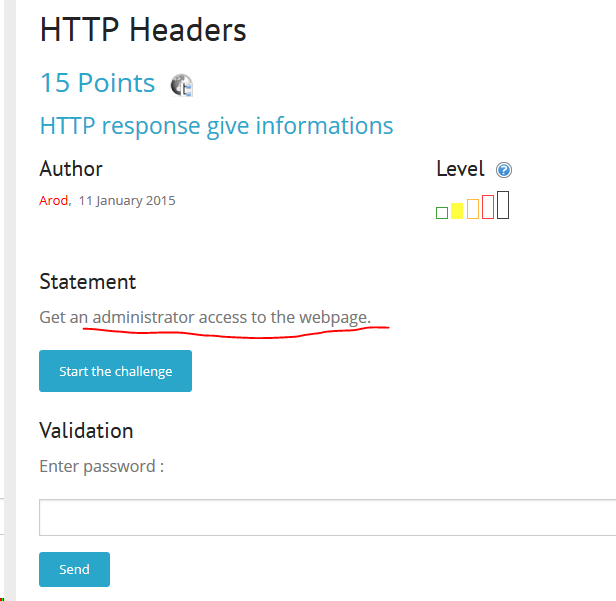 HTTP Headers
15 Points
HTTP response give informations
Author
Level
Arod, 11 January 2015
Statement
Get an administrator access to the webpage.
Start the challenge
Validation
Enter password :
Send